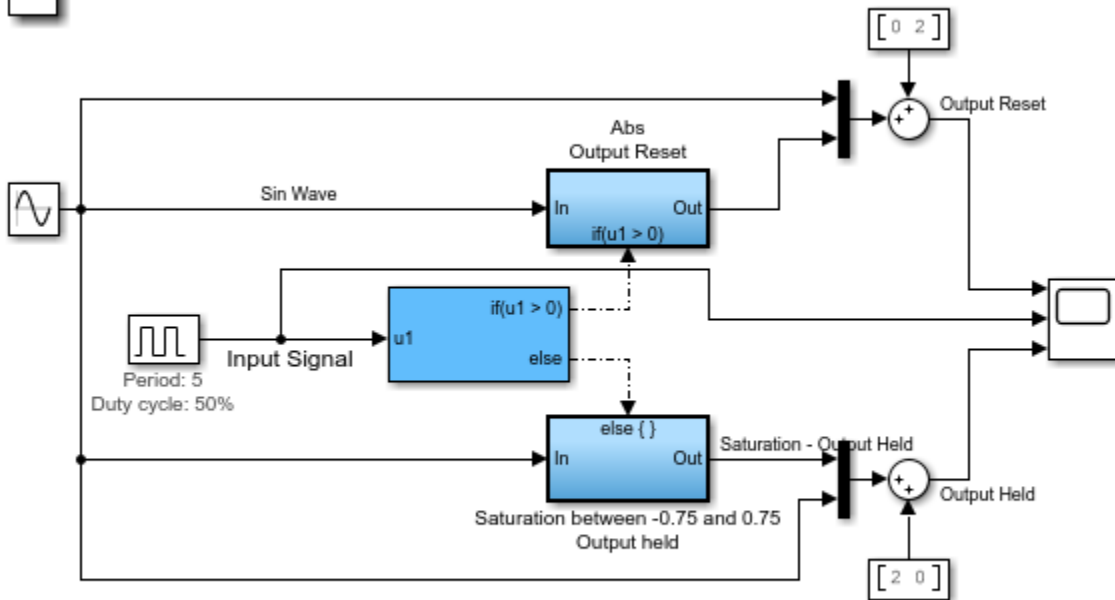 [ 0 2 ]
Output Reset
Abs
Output Reset
Sin Wave
In
Out
if(u1 > 0)
if(u1 > 0)
u1
else
Input Signal
Period: 5
Duty cycle: 50%
else { }
In
Out
Saturation - Output Held
Output Held
Saturation between -0.75 and 0.75
Output held
[ 2 0 ]